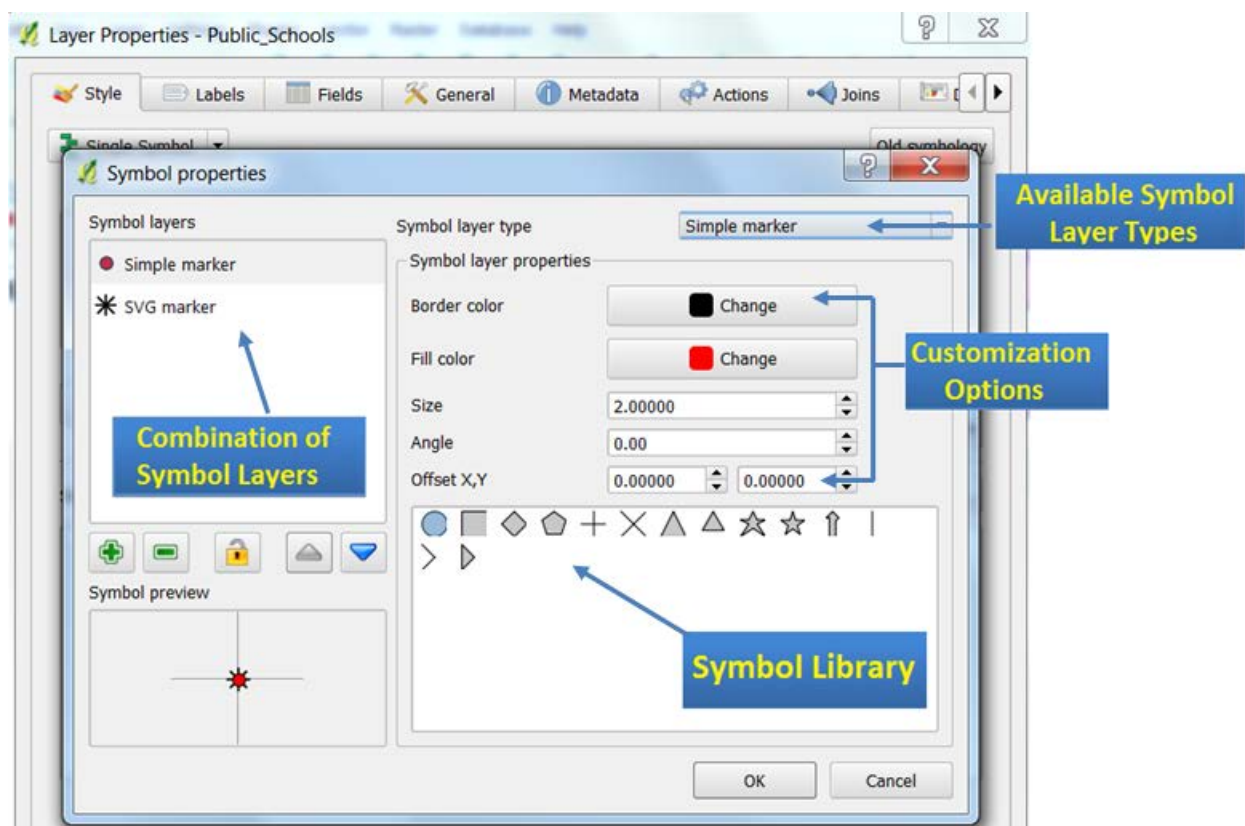 Layer Properties - Public_Schools
Style
Labels
Fields
General
Metadata
Actions
Joins
Single Symbol
Old symbology
Symbol properties
Symbol layers
Simple marker
SVG marker
Combination of
Symbol Layers
Symbol preview
Symbol layer type
Simple marker
Available Symbol
Layer Types
Symbol layer properties
Border color
Change
Fill color
Change
Customization
Options
Size
2.00000
Angle
0.00
Offset X,Y
0.00000
0.00000
Symbol Library
OK
Cancel